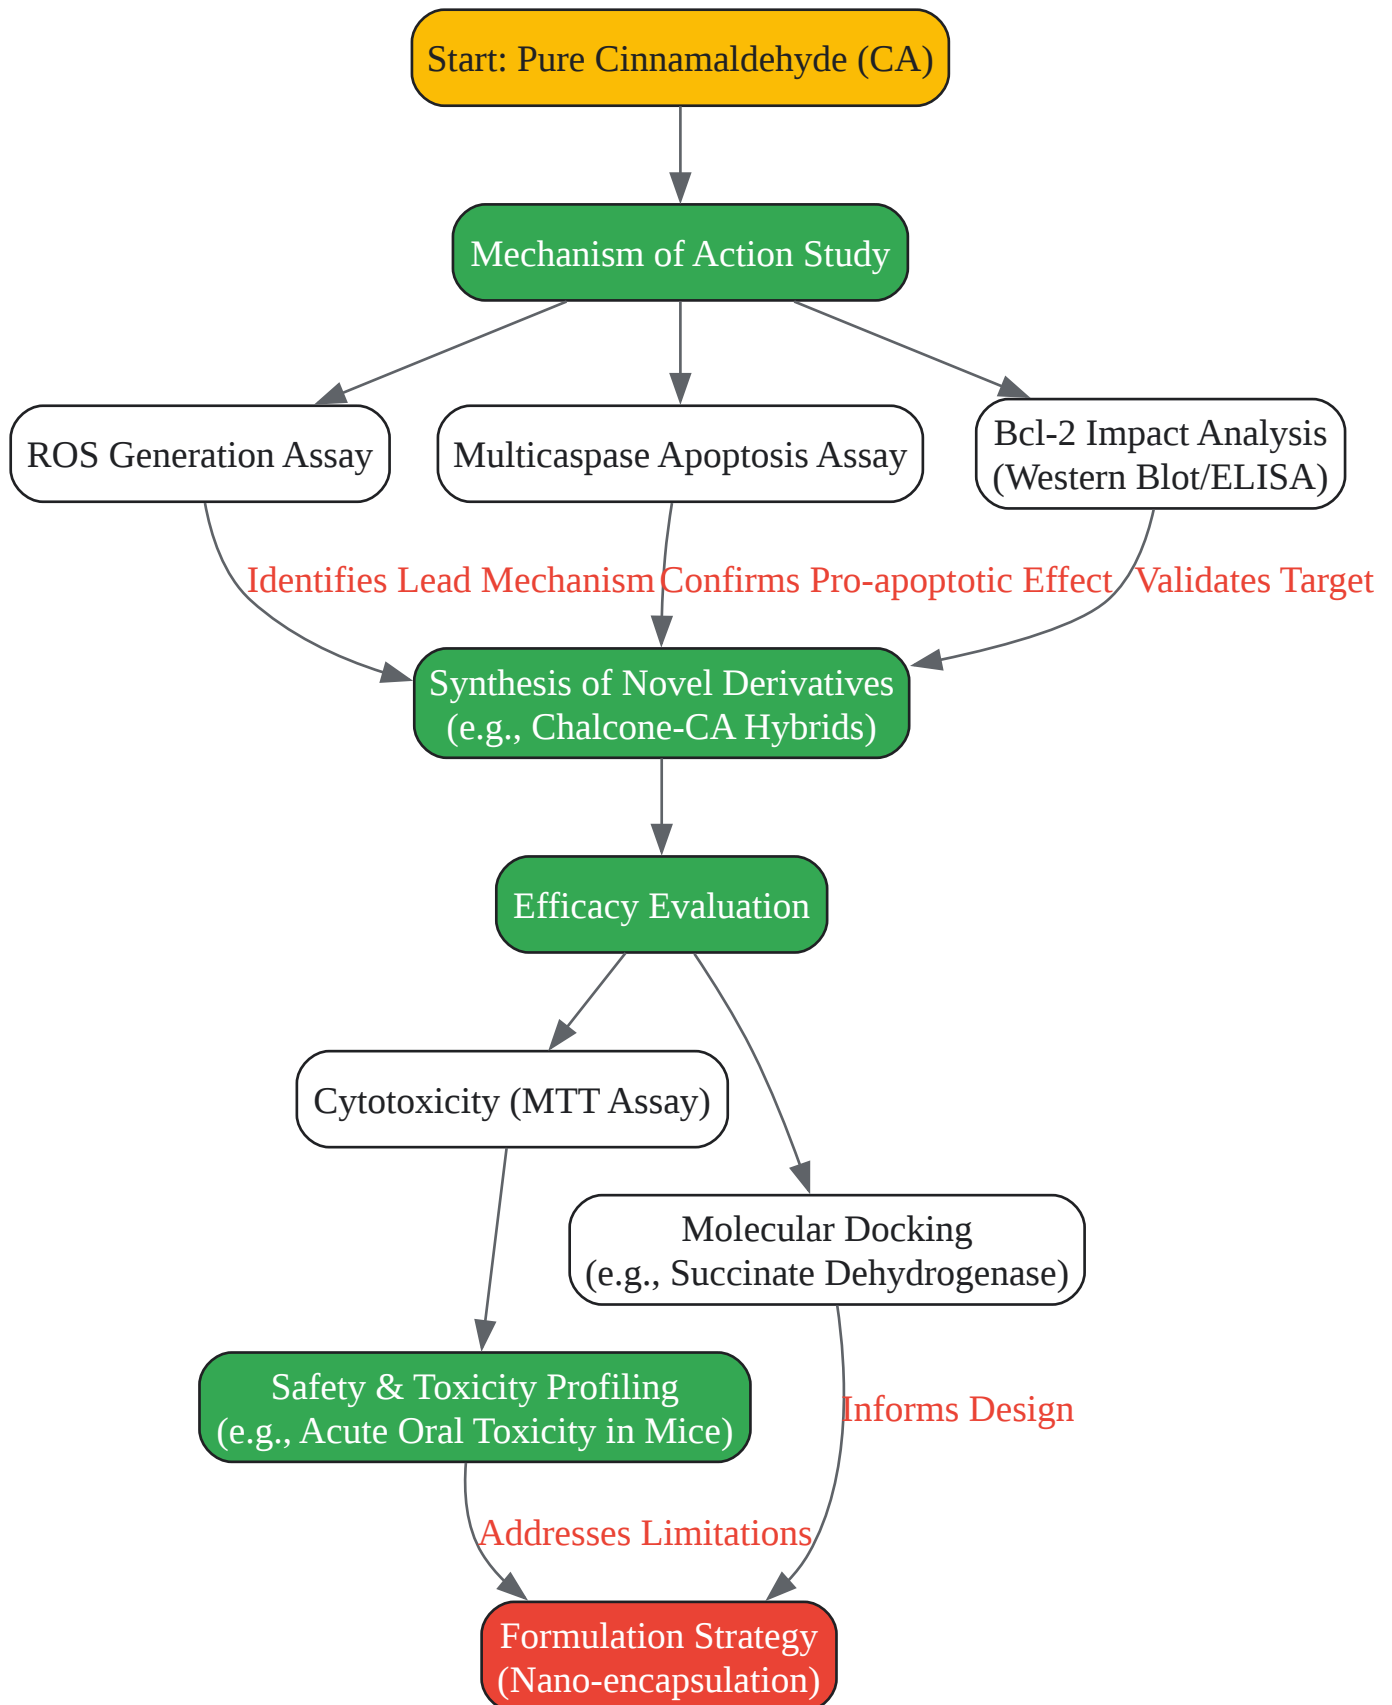 Start: Pure Cinnamaldehyde (CA)
Mechanism of Action Study
ROS Generation Assay
Multicaspase Apoptosis Assay
Bcl-2 Impact Analysis
(Western Blot/ELISA)
Identifies Lead Mechanism
Confirms Pro-apoptotic Effect
Validates Target
Synthesis of Novel Derivatives
(e.g., Chalcone-CA Hybrids)
Efficacy Evaluation
Cytotoxicity (MTT Assay)
Molecular Docking
(e.g., Succinate Dehydrogenase)
Safety & Toxicity Profiling
(e.g., Acute Oral Toxicity in Mice)
Informs Design
Addresses Limitations
Formulation Strategy
(Nano-encapsulation)